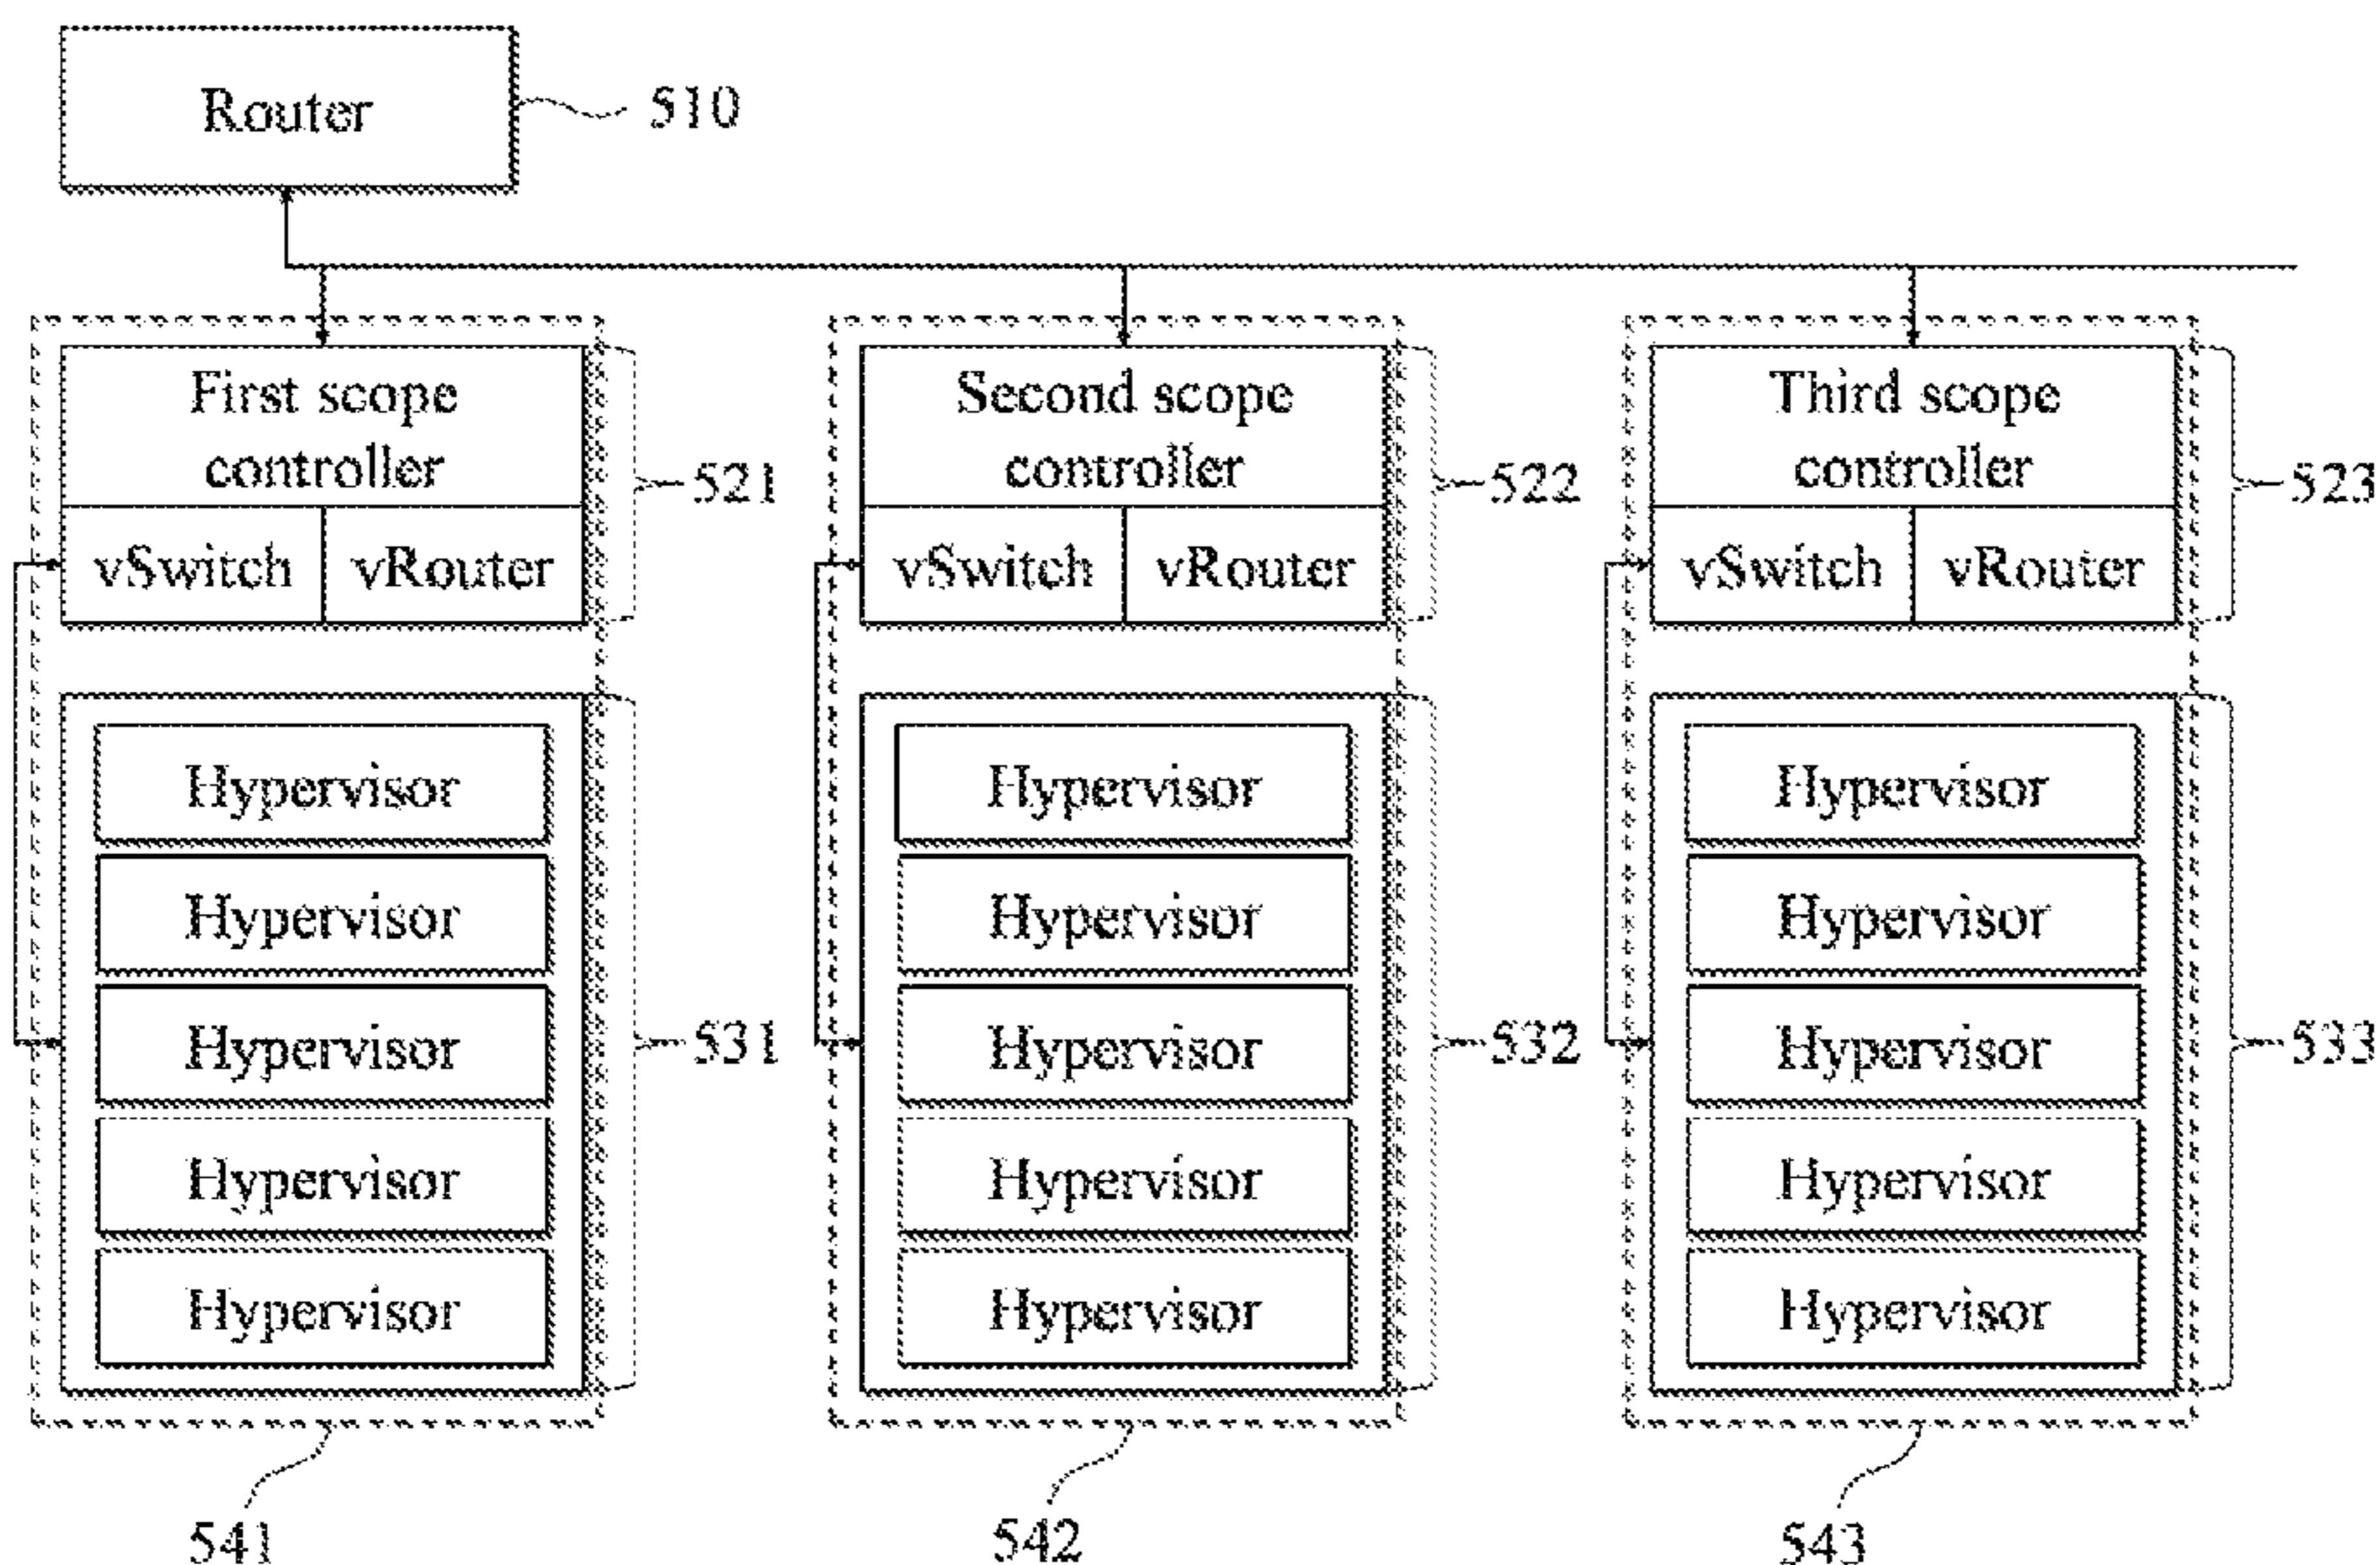 Router
510
First scope
controller
vSwitch
vRouter
521
Second scope
controller
vSwitch
vRouter
522
Third scope
controller
vSwitch
vRouter
523
Hypervisor
Hypervisor
Hypervisor
Hypervisor
Hypervisor
531
Hypervisor
Hypervisor
Hypervisor
Hypervisor
Hypervisor
532
Hypervisor
Hypervisor
Hypervisor
Hypervisor
Hypervisor
533
541
542
543